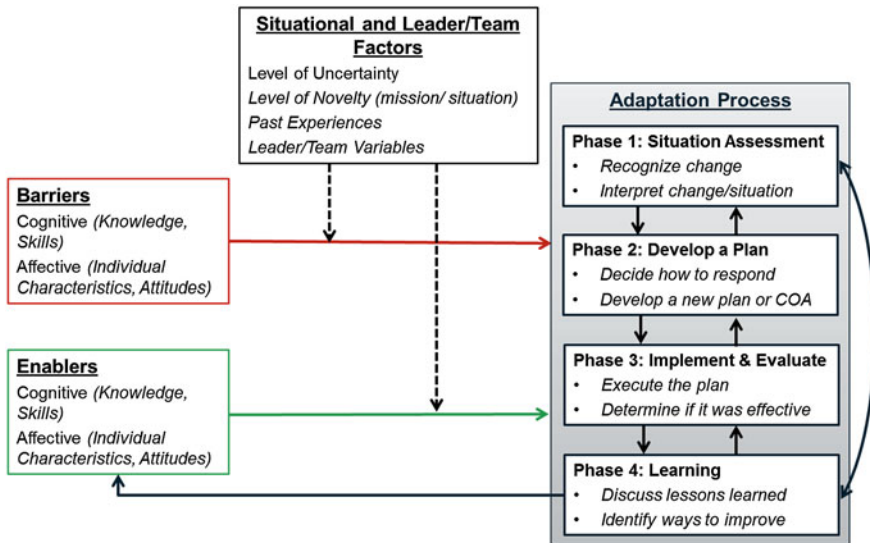 Situational and Leader/Team
Factors
Level of Uncertainty
Level of Novelty (mission/ situation)
Past Experiences
Leader/Team Variables
Adaptation Process
Phase 1: Situation Assessment
• Recognize change
• Interpret change/situation
Barriers
Cognitive (Knowledge,
Skills)
Affective (Individual
Characteristics, Attitudes)
Phase 2: Develop a Plan
• Decide how to respond
• Develop a new plan or COA
Enablers
Cognitive (Knowledge,
Skills)
Affective (Individual
Characteristics, Attitudes)
Phase 3: Implement & Evaluate
• Execute the plan
• Determine if it was effective
Phase 4: Learning
• Discuss lessons learned
• Identify ways to improve